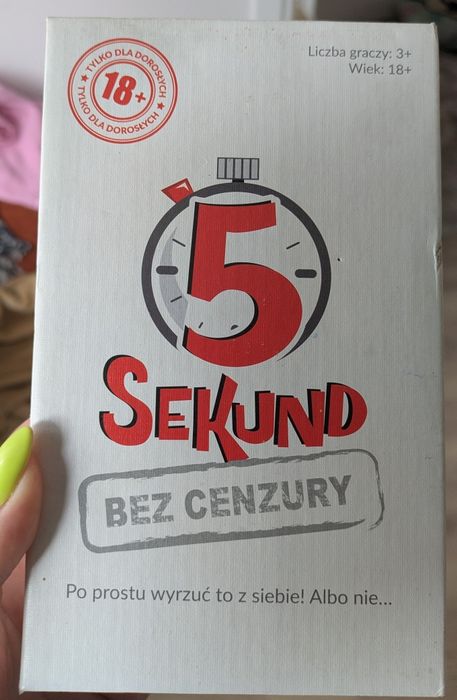 TYLKO DLA DOROSŁYCH
18+
TYLKO DLA DOROSŁYCH
Liczba graczy: 3+
Wiek: 18+
5
SEKUND
BEZ CENZURY
Po prostu wyrzuć to z siebie! Albo nie...